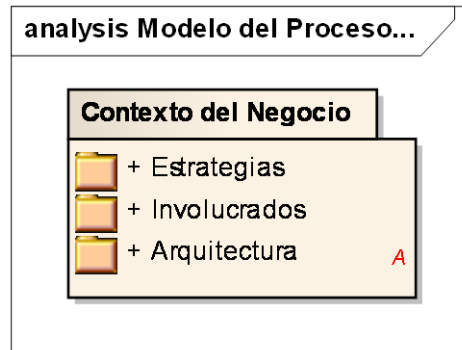 analysis Modelo del Proceso...
Contexto del Negocio
+ Estrategias
+ Involucrados
+ Arquitectura
A